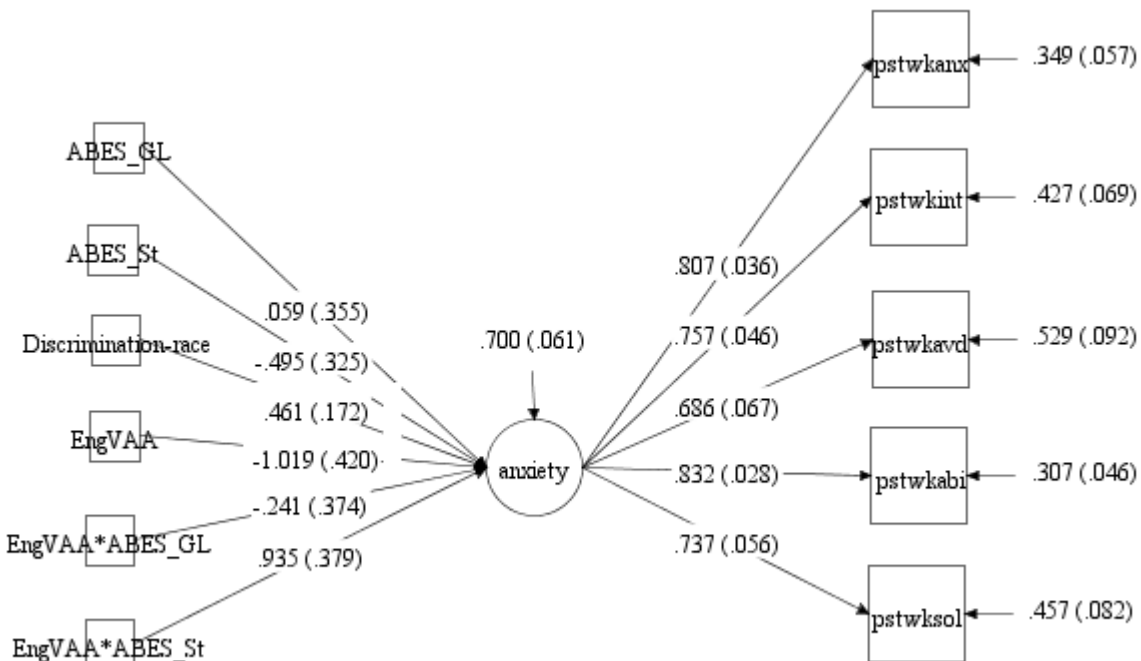 ABES_GL
ABES_St
Discrimination-race
EngVAA
EngVAA*ABES_GL
EngVAA*ABES_St
.059 (.355)
-.495 (.325)
.461 (.172)
-1.019 (.420)
-.241 (.374)
.935 (.379)
.700 (.061)
anxiety
.807 (.036)
.757 (.046)
.686 (.067)
.832 (.028)
.737 (.056)
pstwkanx
pstwkint
pstwkavd
pstwkabi
pstwksol
.349 (.057)
.427 (.069)
.529 (.092)
.307 (.046)
.457 (.082)